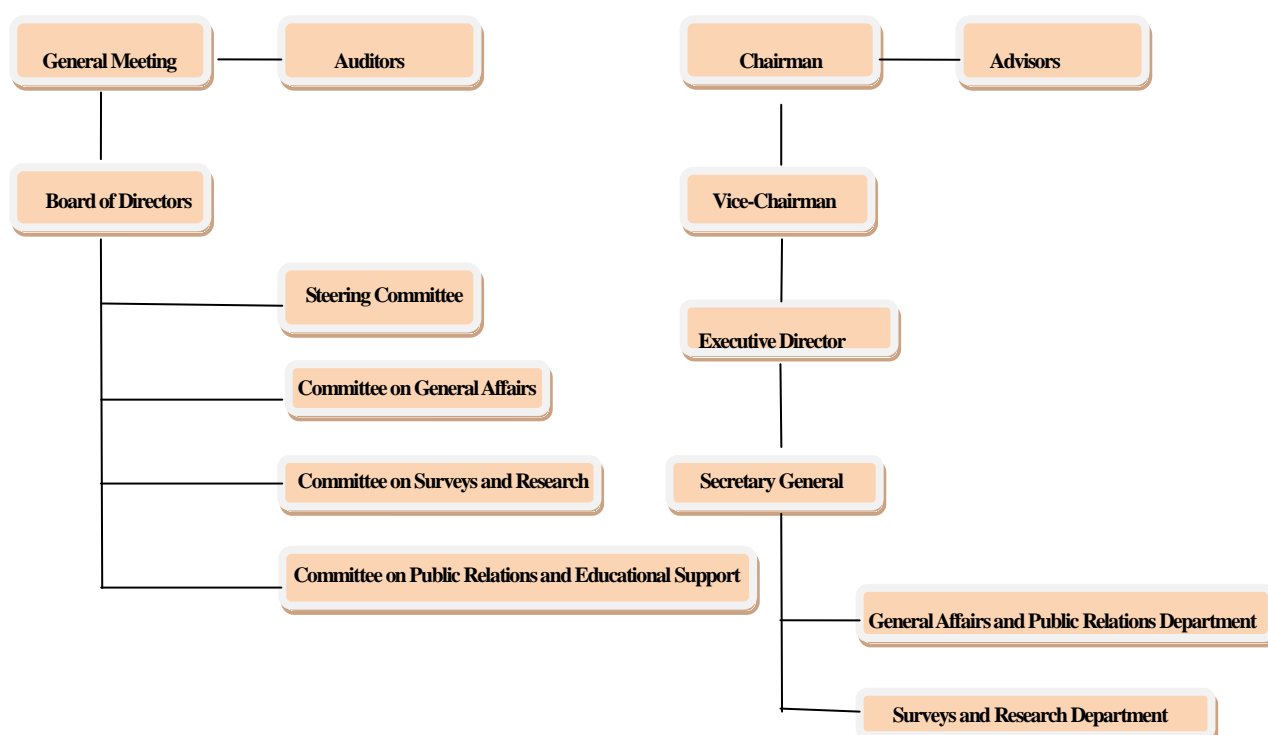 General Meeting
Auditors
Chairman
Advisors
Board of Directors
Vice-Chairman
Steering Committee
Executive Director
Committee on General Affairs
Committee on Surveys and Research
Secretary General
Committee on Public Relations and Educational Support
General Affairs and Public Relations Department
Surveys and Research Department